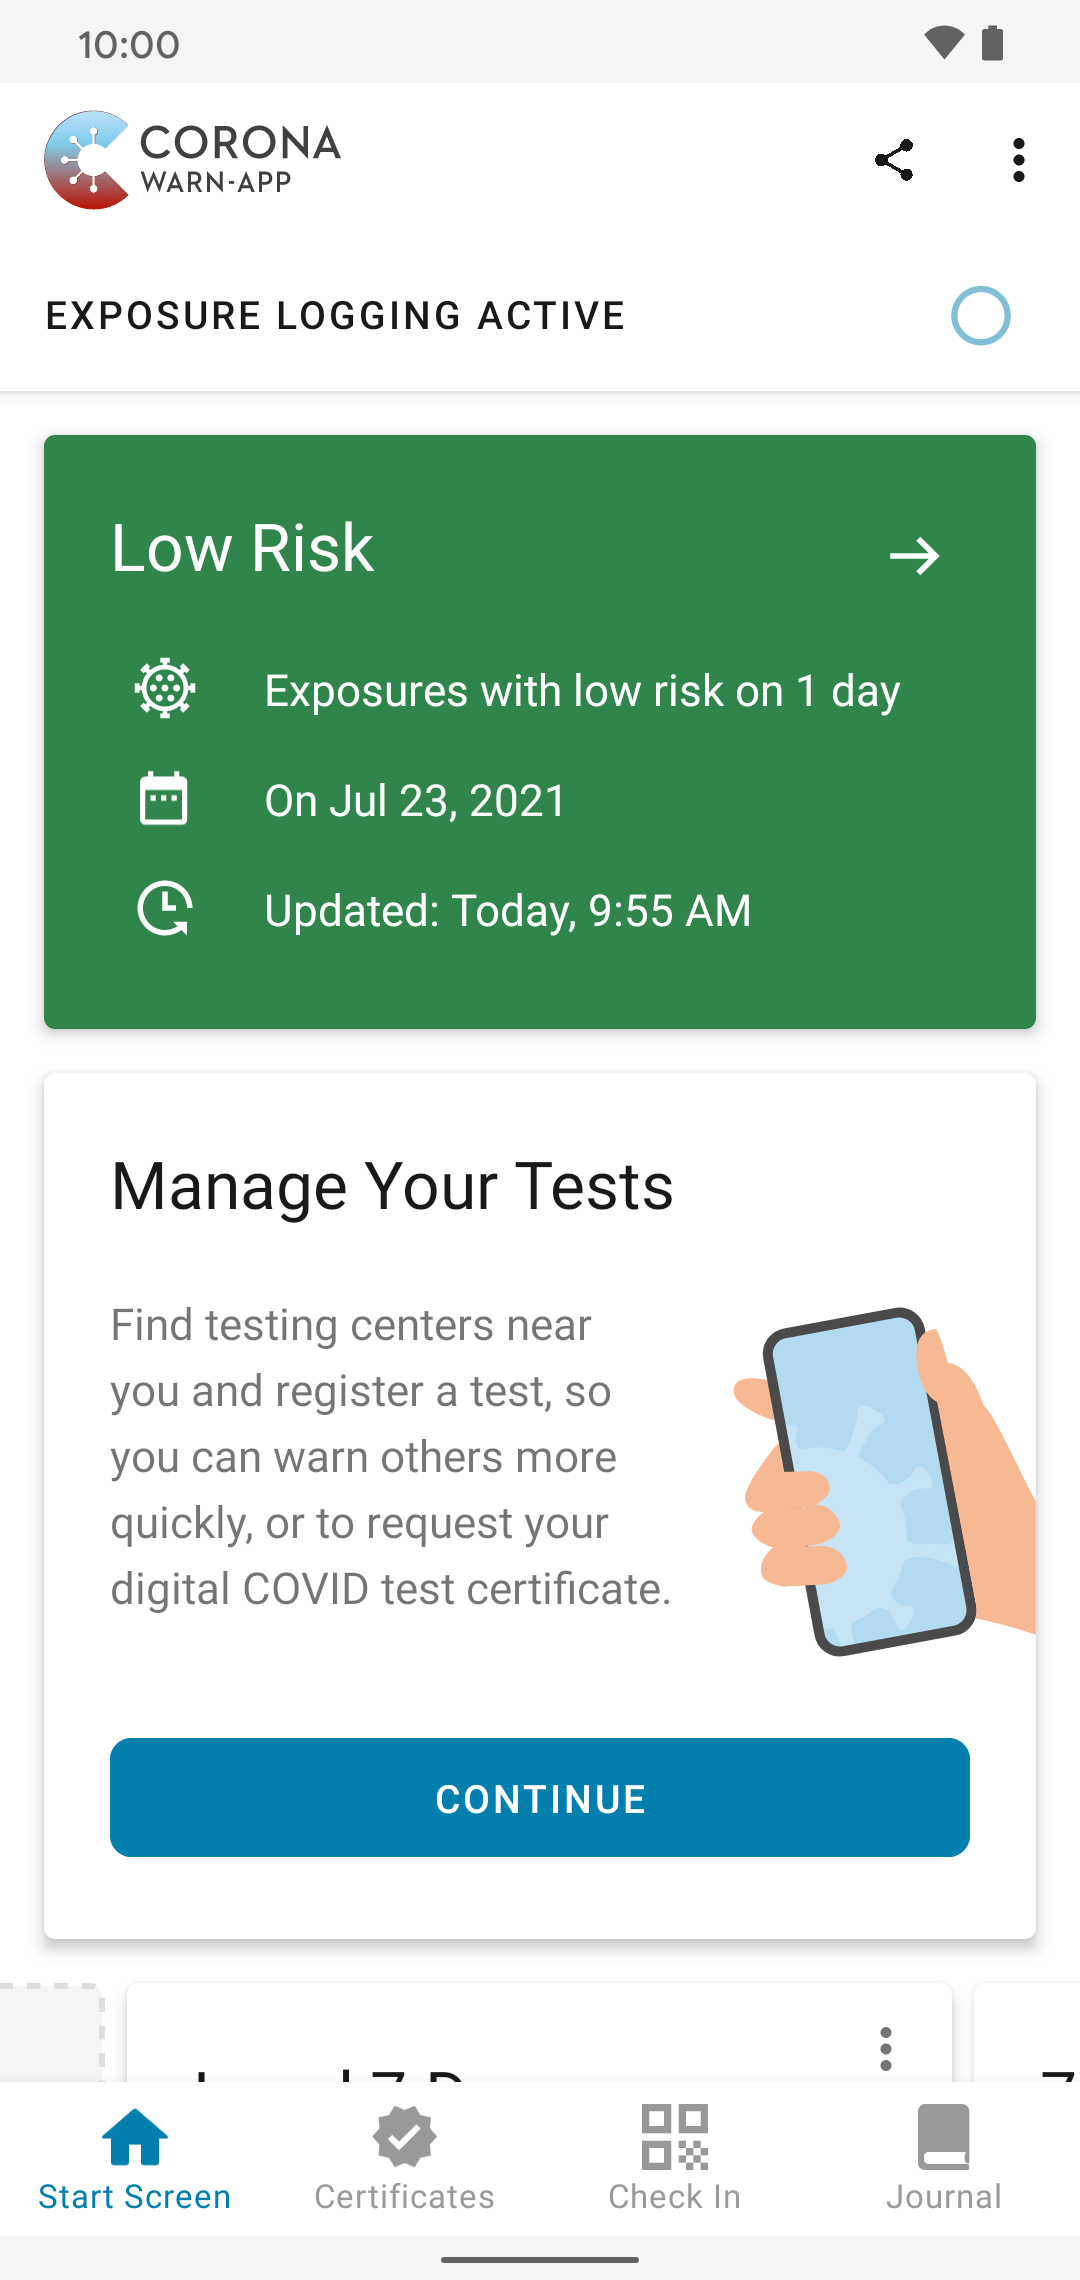 10:00
CORONA
WARN-APP
EXPOSURE LOGGING ACTIVE
Low Risk
Exposures with low risk on 1 day
On Jul 23, 2021
Updated: Today, 9:55 AM
Manage Your Tests
Find testing centers near
you and register a test, so
you can warn others more
quickly, or to request your
digital COVID test certificate.
CONTINUE
Start Screen
Certificates
Check In
Journal